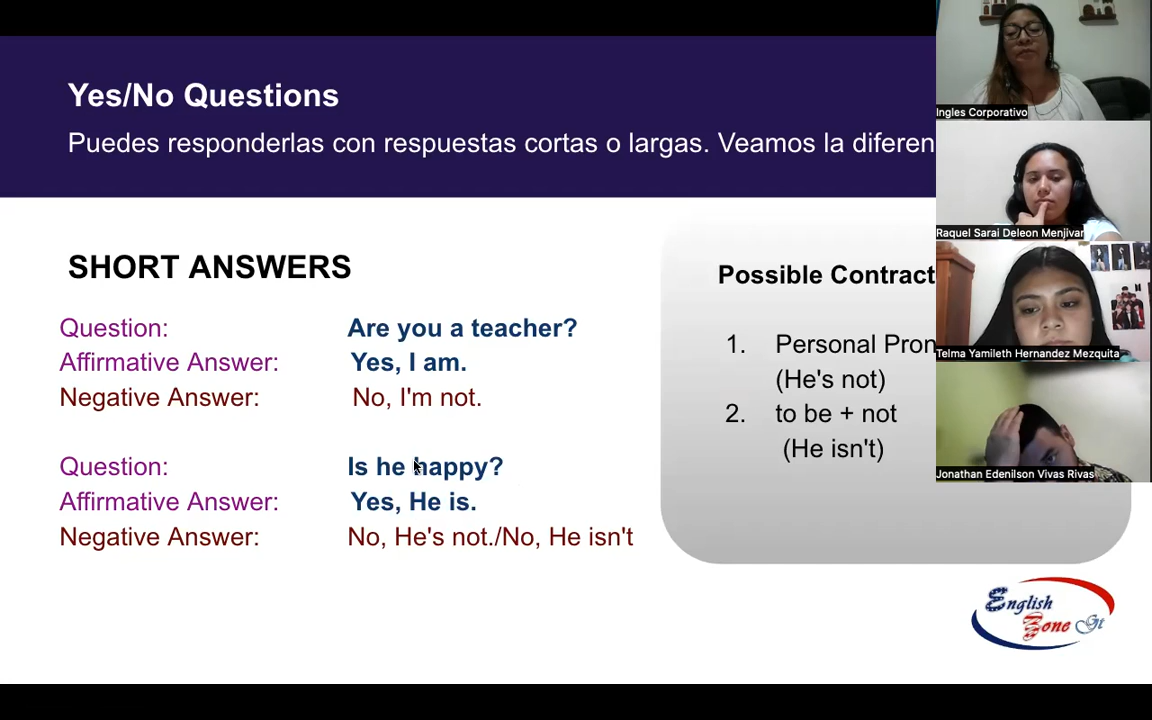 Yes/No Questions
Puedes responderlas con respuestas cortas o largas. Veamos la diferen
SHORT ANSWERS
Question: Are you a teacher?
Affirmative Answer: Yes, I am.
Negative Answer: No, I'm not.
Question: Is he happy?
Affirmative Answer: Yes, He is.
Negative Answer: No, He's not./No, He isn't
Possible Contract
1. Personal Pron
(He's not)
2. to be + not
(He isn't)
English
Zone Gt
Ingles Corporativo
Raquel Sarai Deleon Menjivar
Telma Yamileth Hernandez Mezquita
Jonathan Edenilson Vivas Rivas